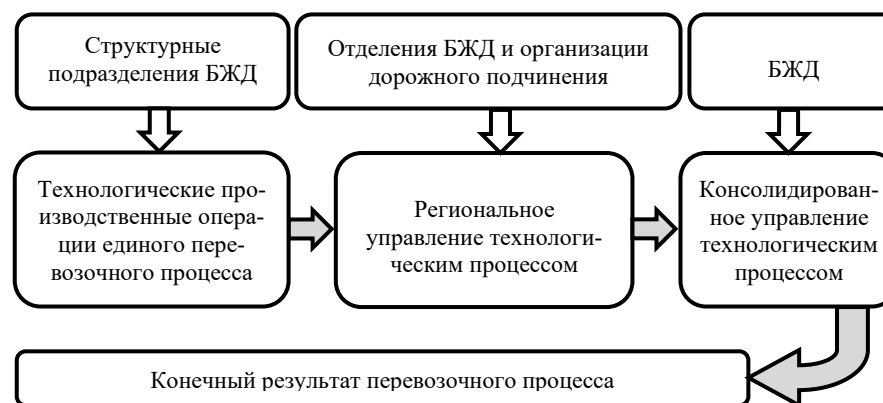 Структурные
подразделения БЖД
Отделения БЖД и организации
дорожного подчинения
БЖД
Технологические про-
изводственные опера-
ции единого пере-
возочного процесса
Региональное
управление технологи-
ческим процессом
Консолидирован-
ное управление
технологическим
процессом
Конечный результат перевозочного процесса